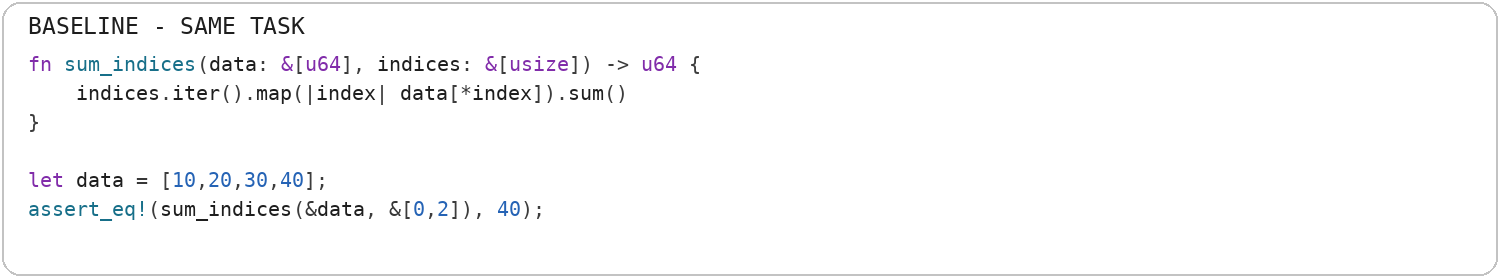 BASELINE - SAME TASK
fn sum_indices(data: &[u64], indices: &[usize]) -> u64 {
    indices.iter().map(|index| data[*index]).sum()
}
let data = [10,20,30,40];
assert_eq!(sum_indices(&data, &[0,2]), 40);